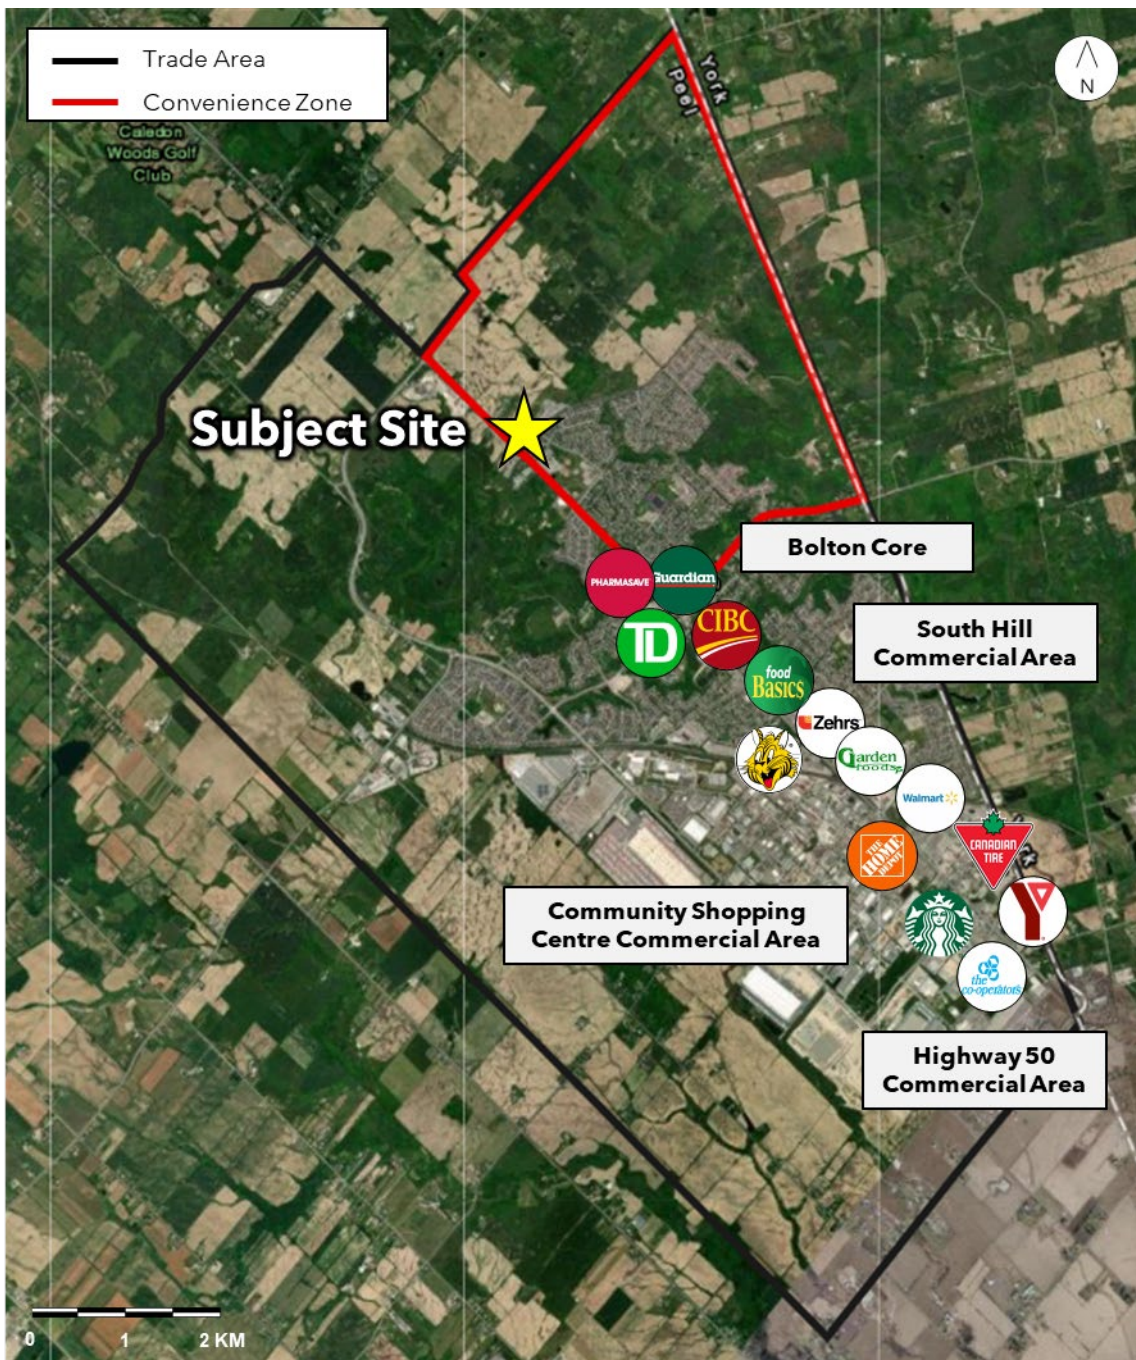 Trade Area
Convenience Zone
N
York
Peel
Caledon
Woods Golf
Club
Subject Site
Bolton Core
PHARMASAVE
Guardian
TD
CIBC
South Hill
Commercial Area
food
Basics
Zehrs
Garden
foods
Walmart
THE
HOME
DEPOT
CANADIAN
TIRE
Community Shopping
Centre Commercial Area
Y
the
co-operators
Highway 50
Commercial Area
0 1 2 KM